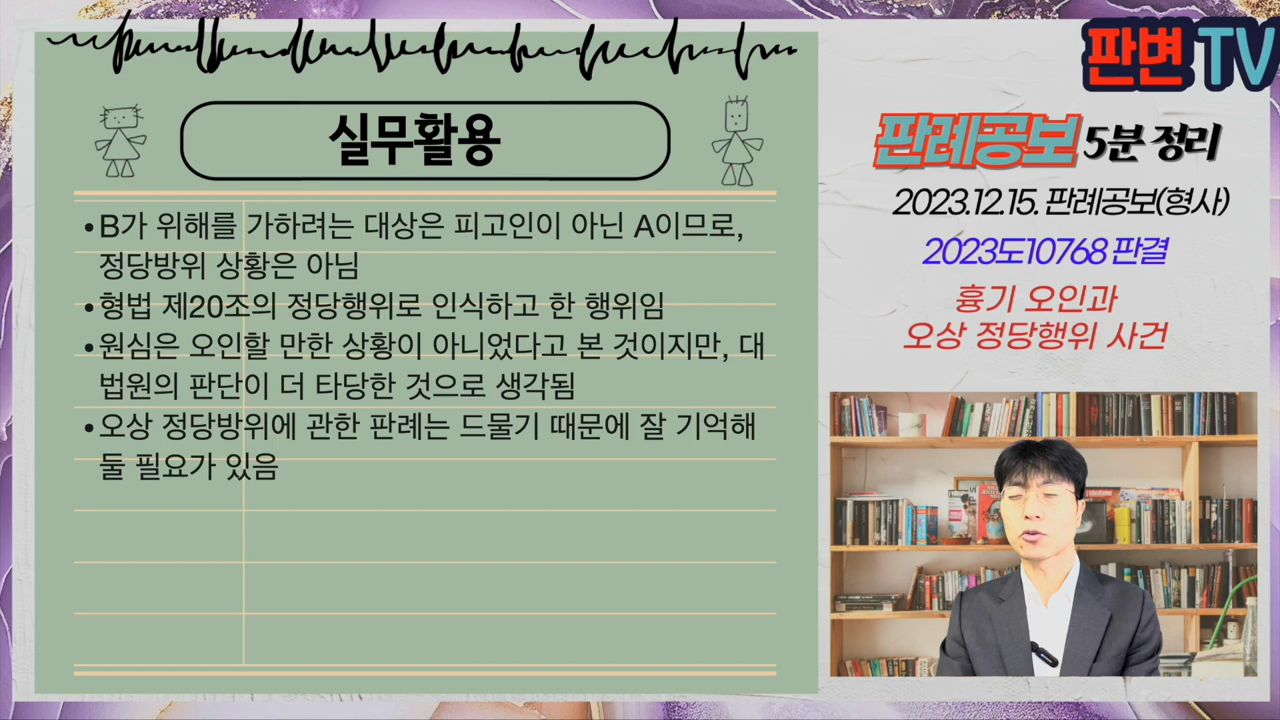 실무활용
•B가 위해를 가하려는 대상은 피고인이 아닌 A이므로,
정당방위 상황은 아님
•형법 제20조의 정당행위로 인식하고 한 행위임
•원심은 오인할 만한 상황이 아니었다고 본 것이지만, 대
법원의 판단이 더 타당한 것으로 생각됨
•오상 정당방위에 관한 판례는 드물기 때문에 잘 기억해
둘 필요가 있음
판변 TV
판례공보 5분 정리
2023.12.15. 판례공보(형사)
2023도10768 판결
흉기 오인과
오상 정당행위 사건